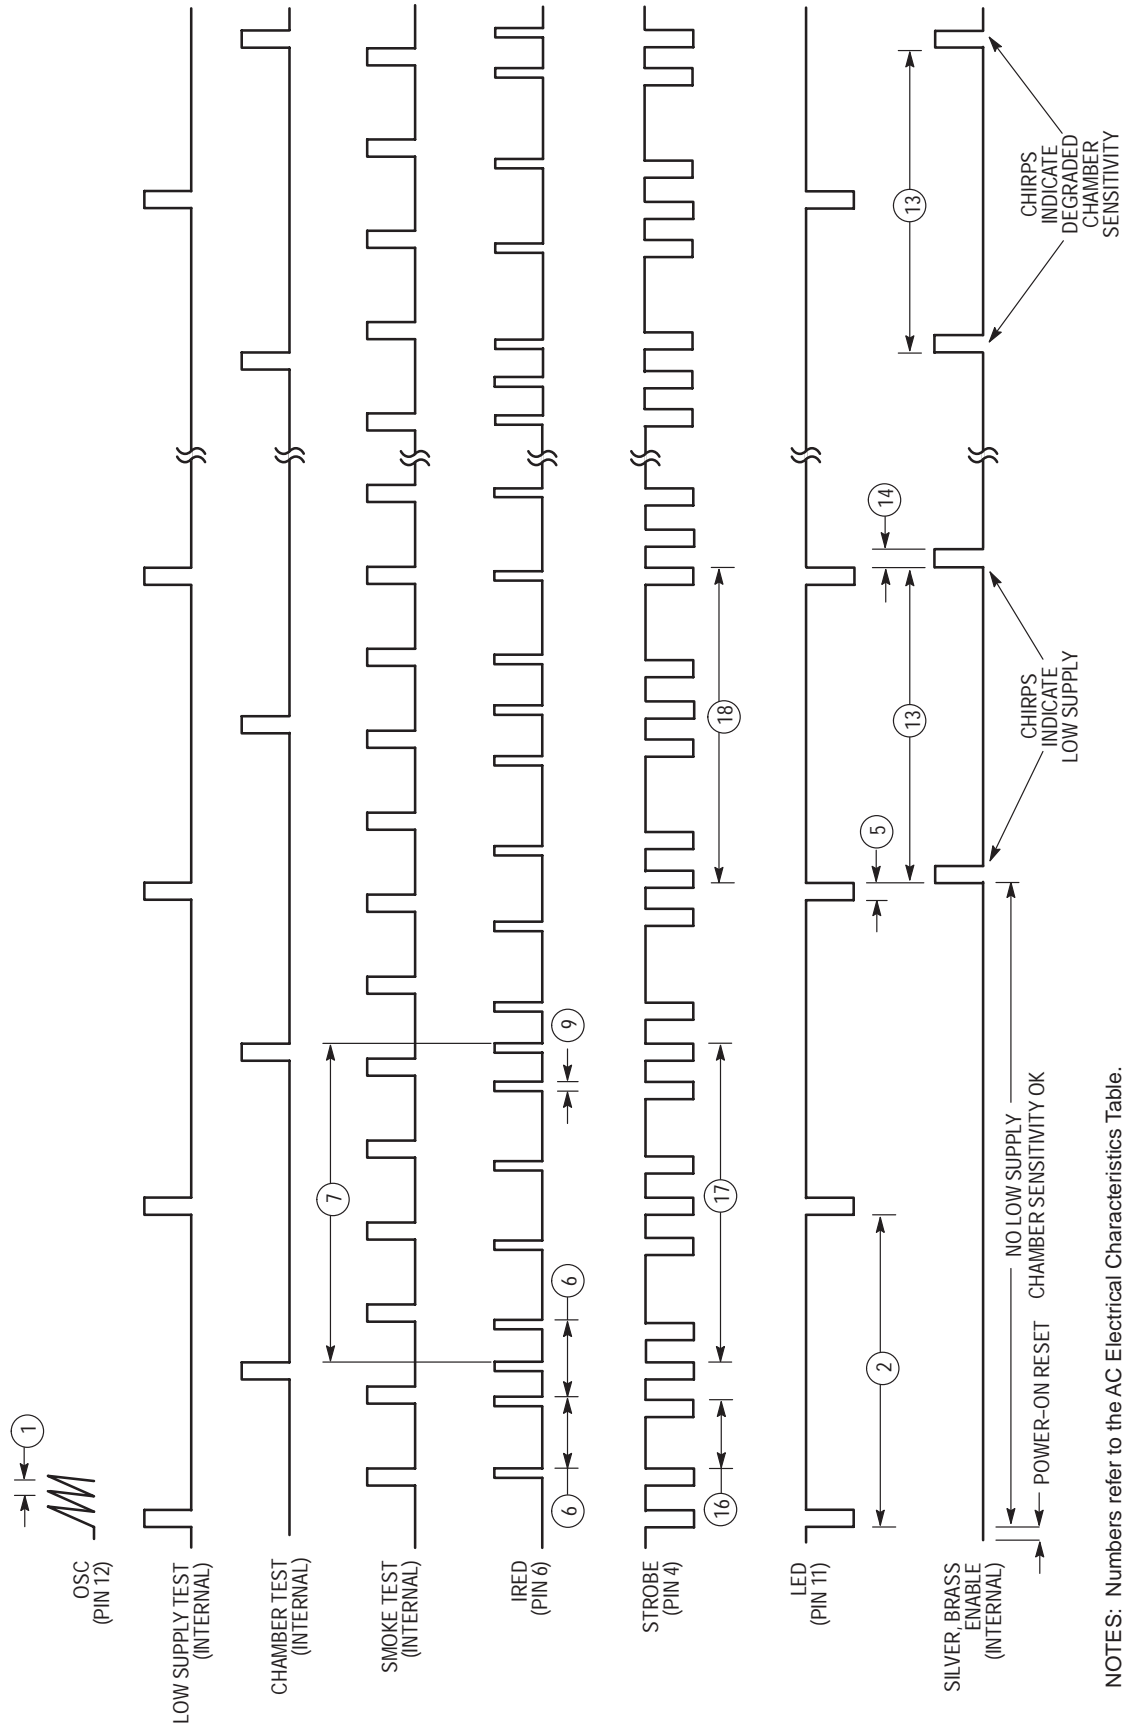 OSC
(PIN 12)
1
LOW SUPPLY TEST
(INTERNAL)
CHAMBER TEST
(INTERNAL)
7
SMOKE TEST
(INTERNAL)
IRED
(PIN 6)
6
6
9
STROBE
(PIN 4)
16
17
18
LED
(PIN 11)
2
5
13
14
13
SILVER, BRASS
ENABLE
(INTERNAL)
POWER–ON RESET
NO LOW SUPPLY
CHAMBER SENSITIVITY OK
CHIRPS
INDICATE
LOW SUPPLY
CHIRPS
INDICATE
DEGRADED
CHAMBER
SENSITIVITY
NOTES: Numbers refer to the AC Electrical Characteristics Table.